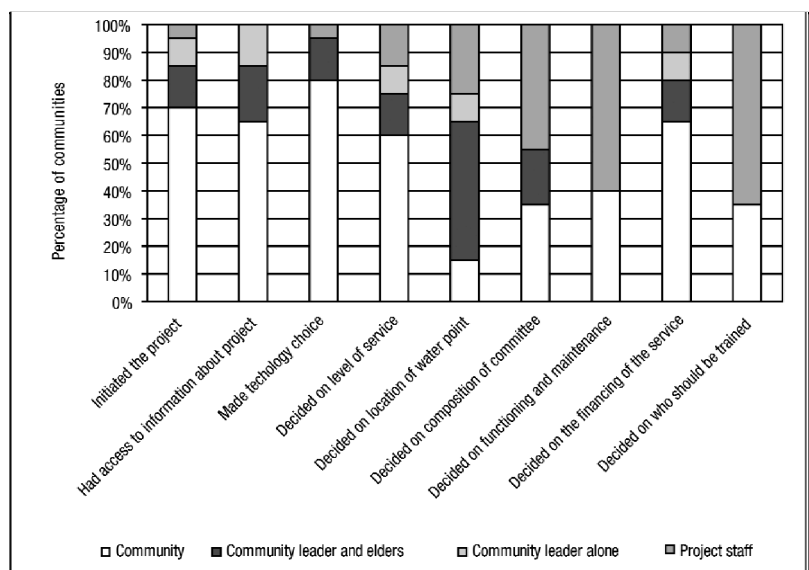 100%
90%
80%
70%
60%
50%
40%
30%
20%
10%
0%
Percentage of communities
Initiated the project
Had access to information about project
Made techology choice
Decided on level of service
Decided on location of water point
Decided on composition of committee
Decided on functioning and maintenance
Decided on the financing of the service
Decided on who should be trained
Community Community leader and elders Community leader alone Project staff